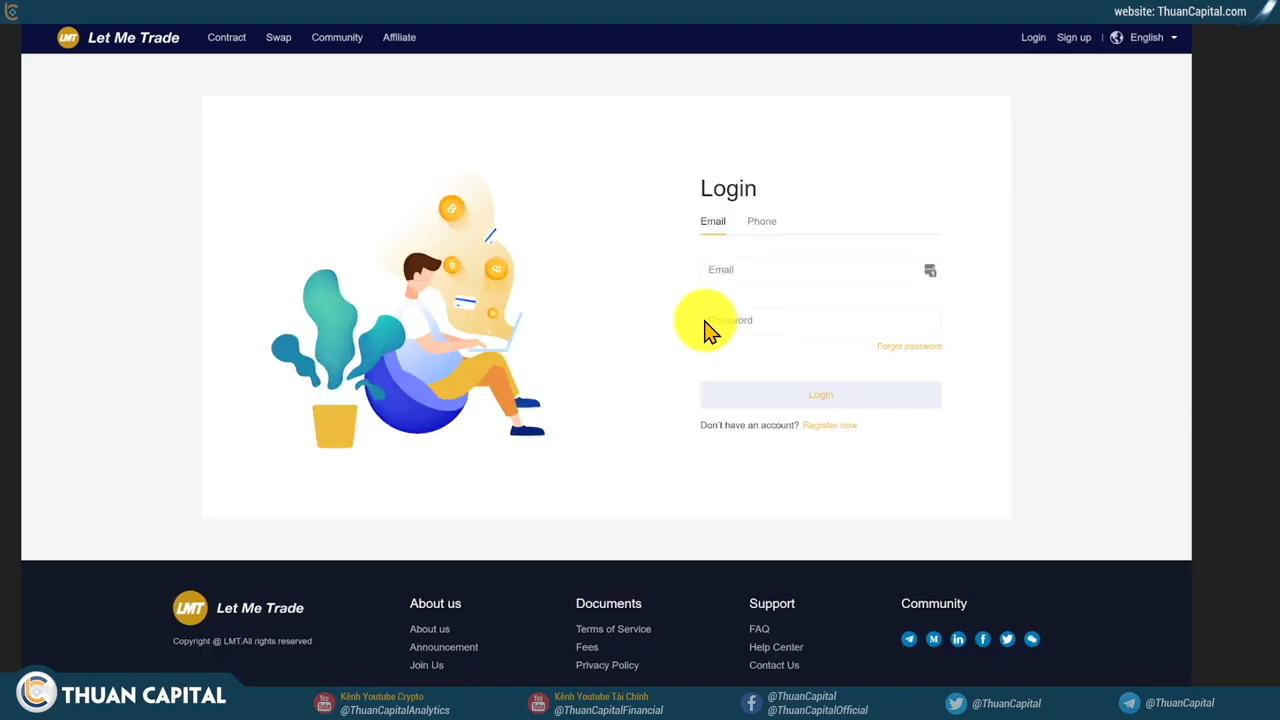 website: ThuanCapital.com
LMT Let Me Trade
Contract Swap Community Affiliate
Login Sign up | English
Login
Email Phone
Email
Forgot password
Login
Don't have an account? Register now
LMT Let Me Trade
Copyright @ LMT.All rights reserved
About us
About us
Announcement
Join Us
Documents
Terms of Service
Fees
Privacy Policy
Support
FAQ
Help Center
Contact Us
Community
THUAN CAPITAL
Kênh Youtube Crypto
@ThuanCapitalAnalytics
Kênh Youtube Tài Chính
@ThuanCapitalFinancial
@ThuanCapital
@ThuanCapitalOfficial
@ThuanCapital
@ThuanCapital